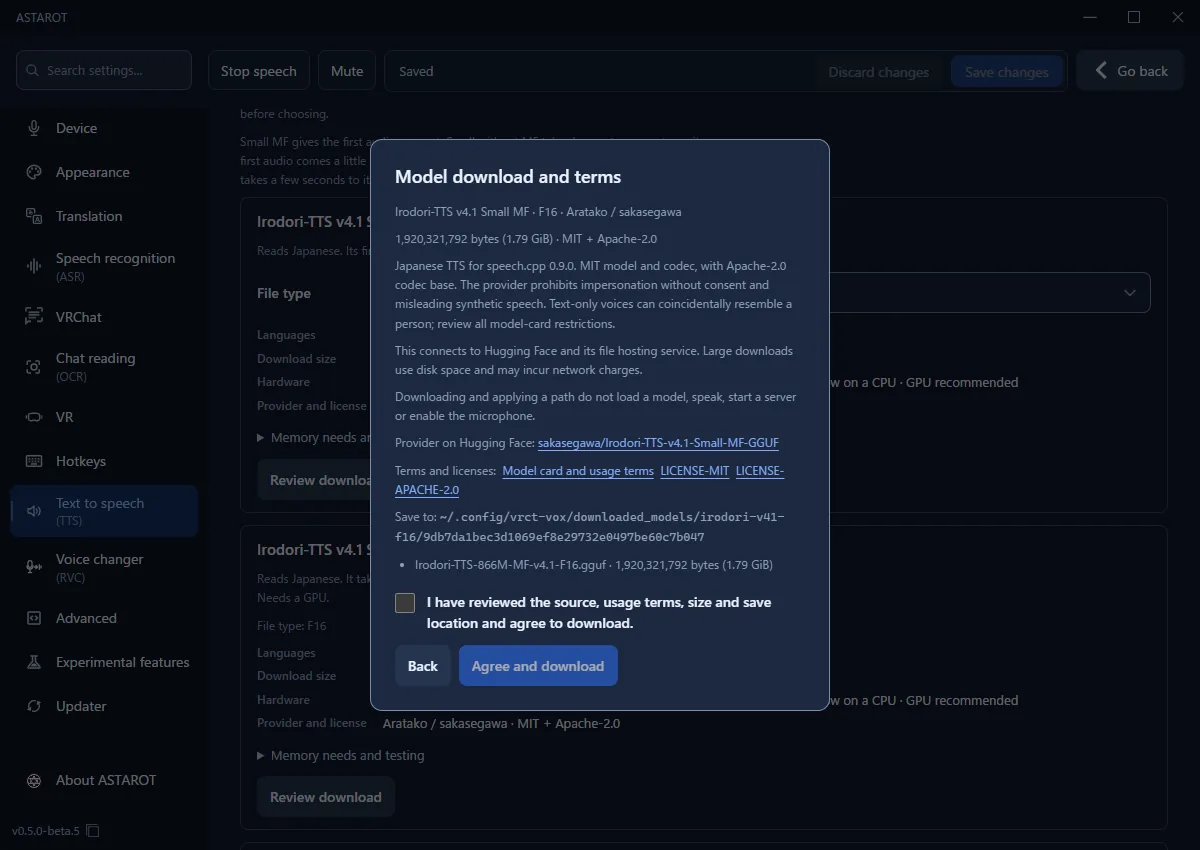 ASTAROT
Search settings...
Stop speech
Mute
Saved
Discard changes
Save changes
Go back
Device
Appearance
Translation
Speech recognition
(ASR)
VRChat
Chat reading
(OCR)
VR
Hotkeys
Text to speech
(TTS)
Voice changer
(RVC)
Advanced
Experimental features
Updater
About ASTAROT
v0.5.0-beta.5
before choosing.
Small MF gives the first
first audio comes a little
takes a few seconds to
Irodori-TTS v4.1
Reads Japanese. Its
File type
Languages
Download size
Hardware
on a CPU · GPU recommended
Provider and license
Memory needs
Review
Irodori-TTS v4.1
Reads Japanese. It
Needs a GPU.
File type: F16
Languages
Download size
Hardware
on a CPU · GPU recommended
Provider and license Aratako / sakasegawa · MIT + Apache-2.0
Memory needs and testing
Review download
Model download and terms
Irodori-TTS v4.1 Small MF · F16 · Aratako / sakasegawa
1,920,321,792 bytes (1.79 GiB) · MIT + Apache-2.0
Japanese TTS for speech.cpp 0.9.0. MIT model and codec, with Apache-2.0
codec base. The provider prohibits impersonation without consent and
misleading synthetic speech. Text-only voices can coincidentally resemble a
person; review all model-card restrictions.
This connects to Hugging Face and its file hosting service. Large downloads
use disk space and may incur network charges.
Downloading and applying a path do not load a model, speak, start a server
or enable the microphone.
Provider on Hugging Face: sakasegawa/Irodori-TTS-v4.1-Small-MF-GGUF
Terms and licenses: Model card and usage terms LICENSE-MIT LICENSE-
APACHE-2.0
Save to: ~/.config/vrct-vox/downloaded_models/irodori-v41-
f16/9db7da1bec3d1069ef8e29732e0497be60c7b047
• Irodori-TTS-866M-MF-v4.1-F16.gguf · 1,920,321,792 bytes (1.79 GiB)
I have reviewed the source, usage terms, size and save
location and agree to download.
Back
Agree and download